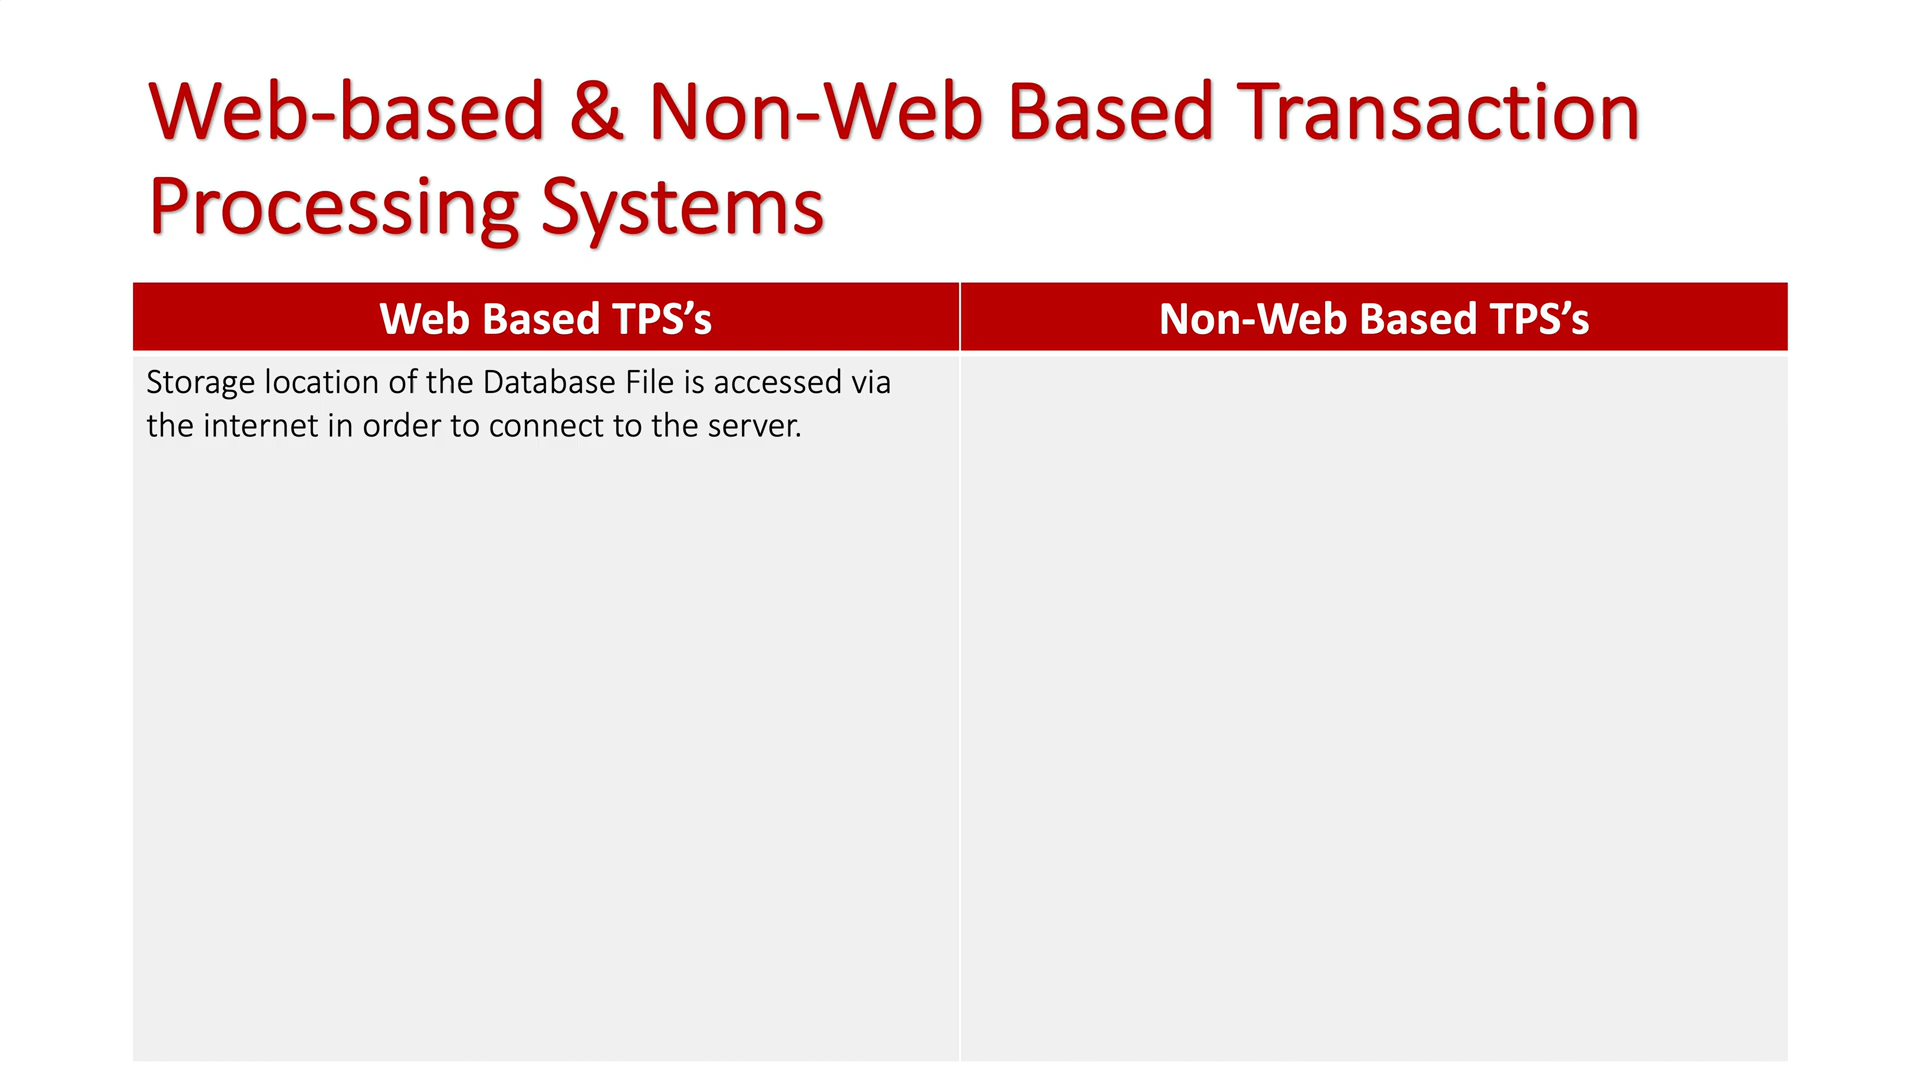 Web-based & Non-Web Based Transaction
Processing Systems
Web Based TPS’s
Non-Web Based TPS’s
Storage location of the Database File is accessed via
the internet in order to connect to the server.